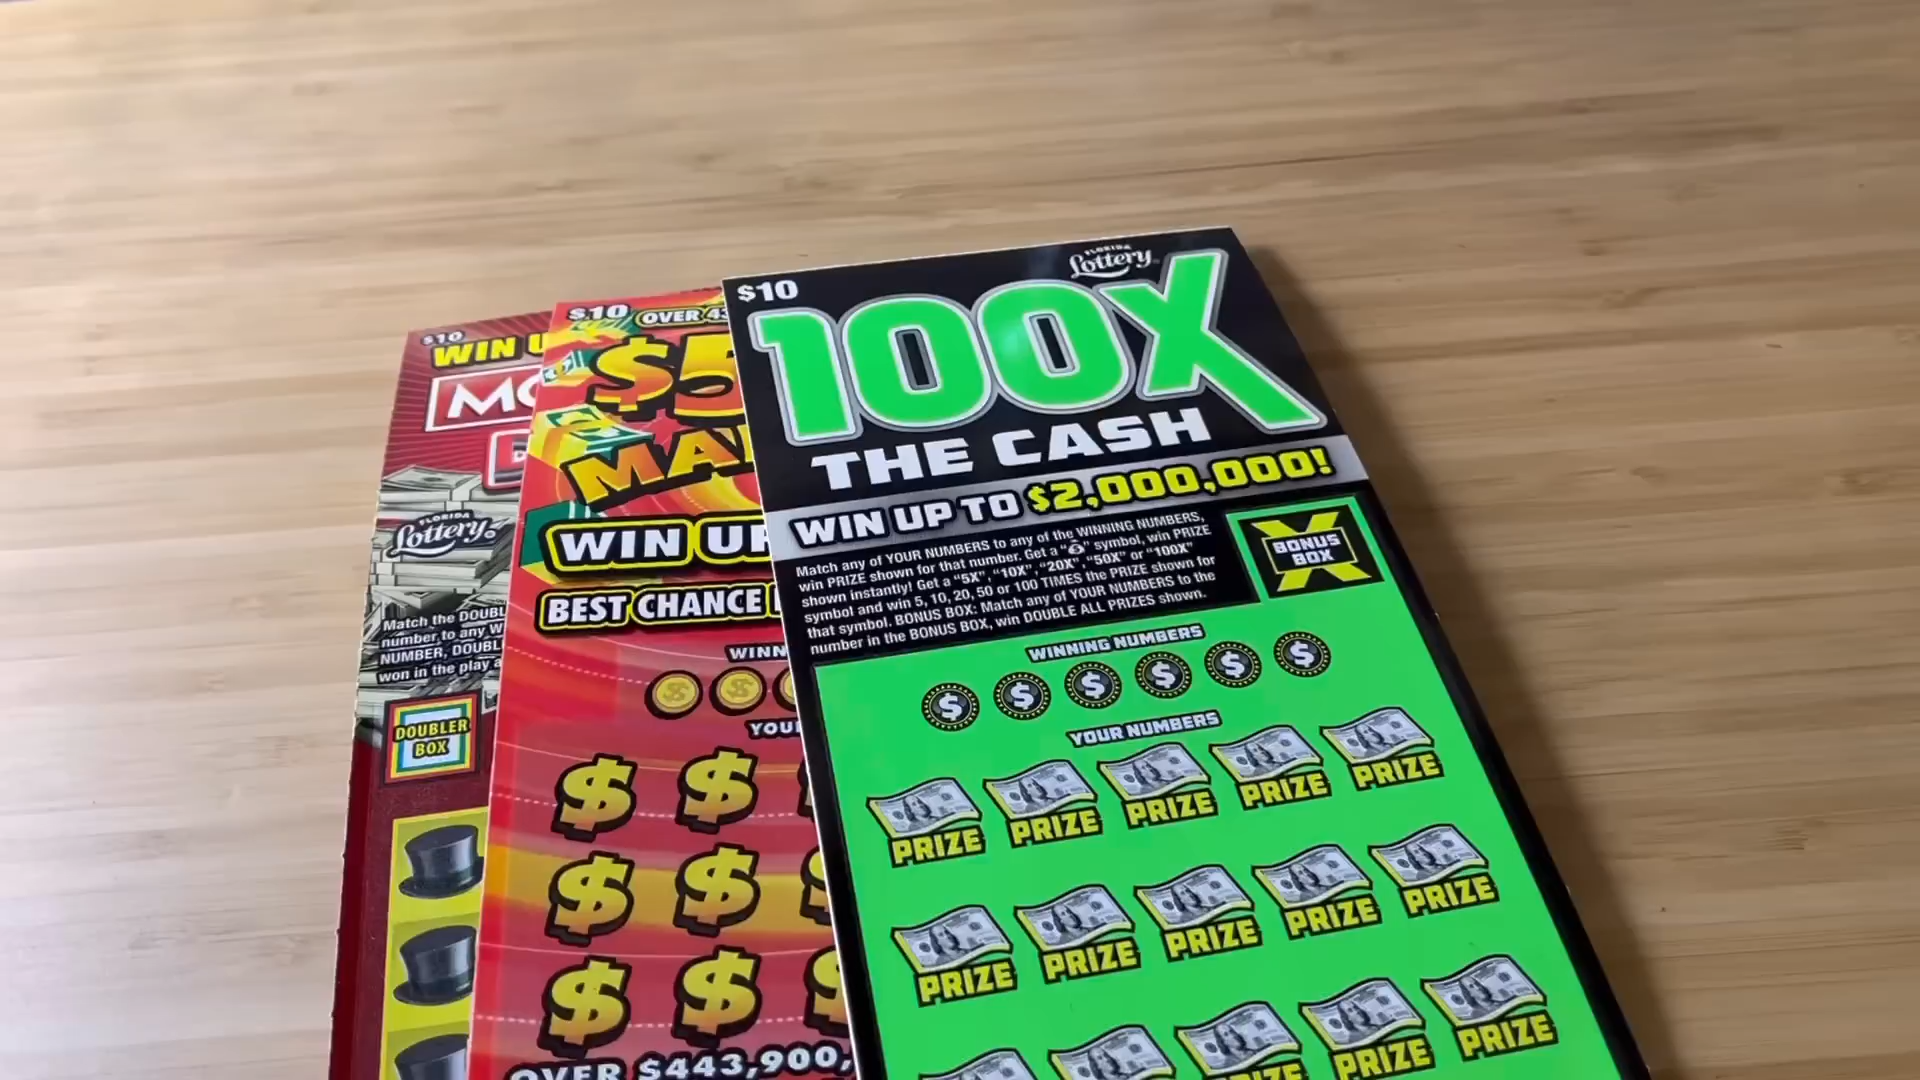 $10
WIN U
MO
FLORIDA
Lottery
Match the DOUBL
number to any W
NUMBER, DOUBL
won in the play a
DOUBLER
BOX
$10 OVER 43
$5
MA
WIN UP
BEST CHANCE
WINN
YOU
$ $
$ $
$ $
OVER $443,900,
FLORIDA
Lottery
$10
100X
THE CASH
WIN UP TO $2,000,000!
Match any of YOUR NUMBERS to any of the WINNING NUMBERS,
win PRIZE shown for that number. Get a "💰" symbol, win PRIZE
shown instantly! Get a "5X", "10X", "20X", "50X" or "100X"
symbol and win 5, 10, 20, 50 or 100 TIMES the PRIZE shown for
that symbol. BONUS BOX: Match any of YOUR NUMBERS to the
number in the BONUS BOX, win DOUBLE ALL PRIZES shown.
BONUS
BOX
WINNING NUMBERS
$ $ $ $ $ $
YOUR NUMBERS
PRIZE PRIZE PRIZE PRIZE PRIZE
PRIZE PRIZE PRIZE PRIZE PRIZE
PRIZE PRIZE PRIZE